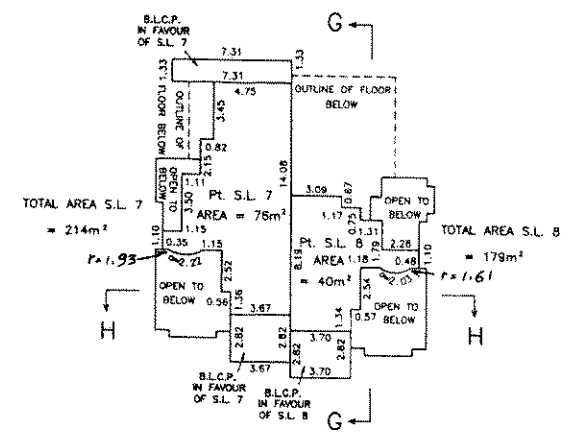 B.L.C.P.
IN FAVOUR
OF S.L. 7
G
7.31
1.33
1.33
7.31
4.75
OUTLINE OF FLOOR
BELOW
OUTLINE OF
FLOOR BELOW
3.45
0.82
2.15
1.11
OPEN TO
BELOW
3.50
14.08
Pt. S.L. 7
AREA = 76m²
3.09
0.87
1.17
0.75
1.31
OPEN TO
BELOW
TOTAL AREA S.L. 7
= 214m²
TOTAL AREA S.L. 8
= 179m²
1.15
1.10
0.35
1.15
r=1.93
a=2.22
2.52
8.19
Pt. S.L. 8
AREA
= 40m²
1.18
1.79
2.28
0.48
1.10
r=1.61
a=2.03
2.54
OPEN TO
BELOW
0.56
1.36
OPEN TO
BELOW
0.57
1.34
H
H
3.67
3.70
2.82
2.82
2.82
2.82
3.67
3.70
B.L.C.P.
IN FAVOUR
OF S.L. 7
B.L.C.P.
IN FAVOUR
OF S.L. 8
G